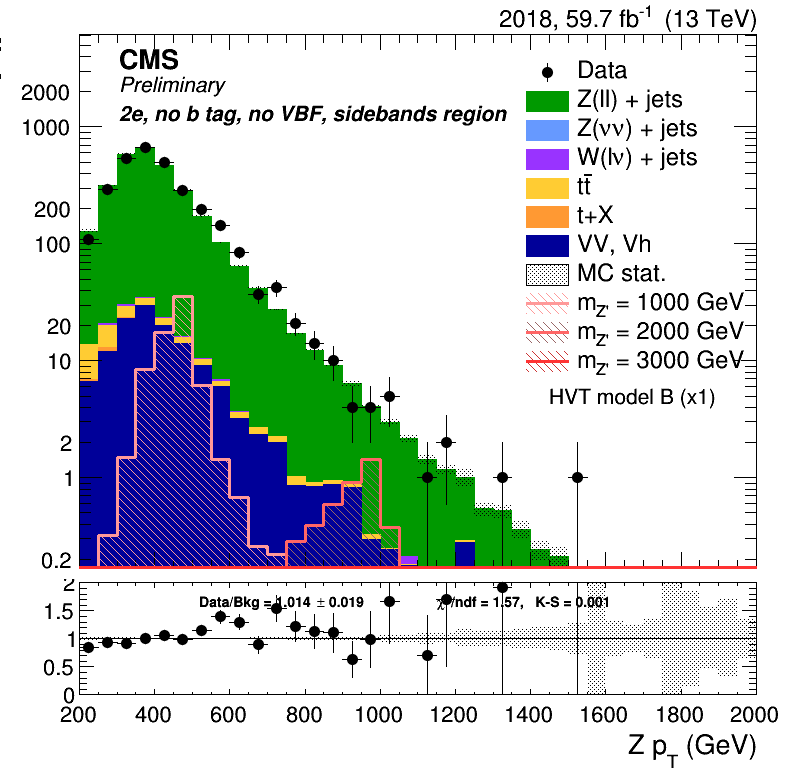 2018, 59.7 fb⁻¹ (13 TeV)
CMS
Preliminary
2e, no b tag, no VBF, sidebands region
Data
Z(ll) + jets
Z(νν) + jets
W(lν) + jets
tt̄
t+X
VV, Vh
MC stat.
m_Z' = 1000 GeV
m_Z' = 2000 GeV
m_Z' = 3000 GeV
HVT model B (x1)
2000
1000
200
100
20
10
2
1
0.2
Data/Bkg = 1.014 ± 0.019 χ²/ndf = 1.57, K-S = 0.001
2
1.5
1
0.5
0
200 400 600 800 1000 1200 1400 1600 1800 2000
Z p_T (GeV)